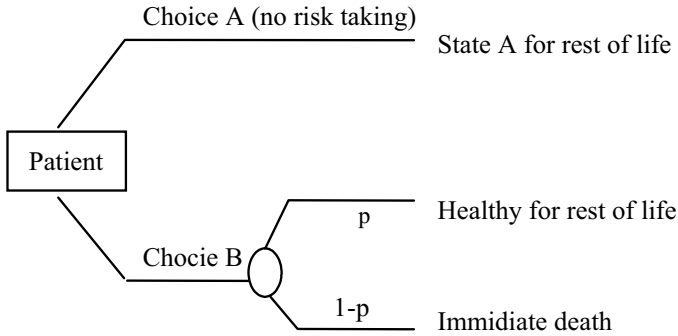 Choice A (no risk taking)
State A for rest of life
Patient
Healthy for rest of life
p
Chocie B
1-p
Immidiate death